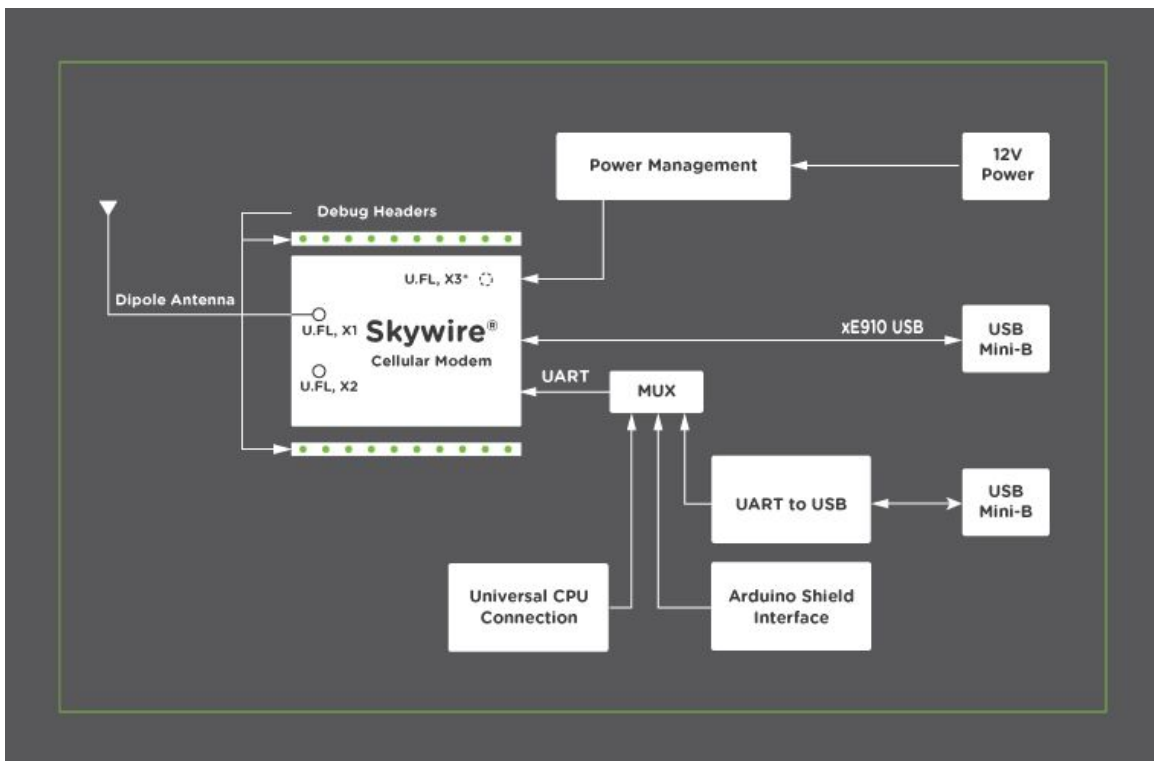 12V
Power
Power Management
Debug Headers
U.FL, X3*
Dipole Antenna
U.FL, X1
Skywire®
Cellular Modem
U.FL, X2
xE910 USB
USB
Mini-B
UART
MUX
UART to USB
USB
Mini-B
Universal CPU
Connection
Arduino Shield
Interface